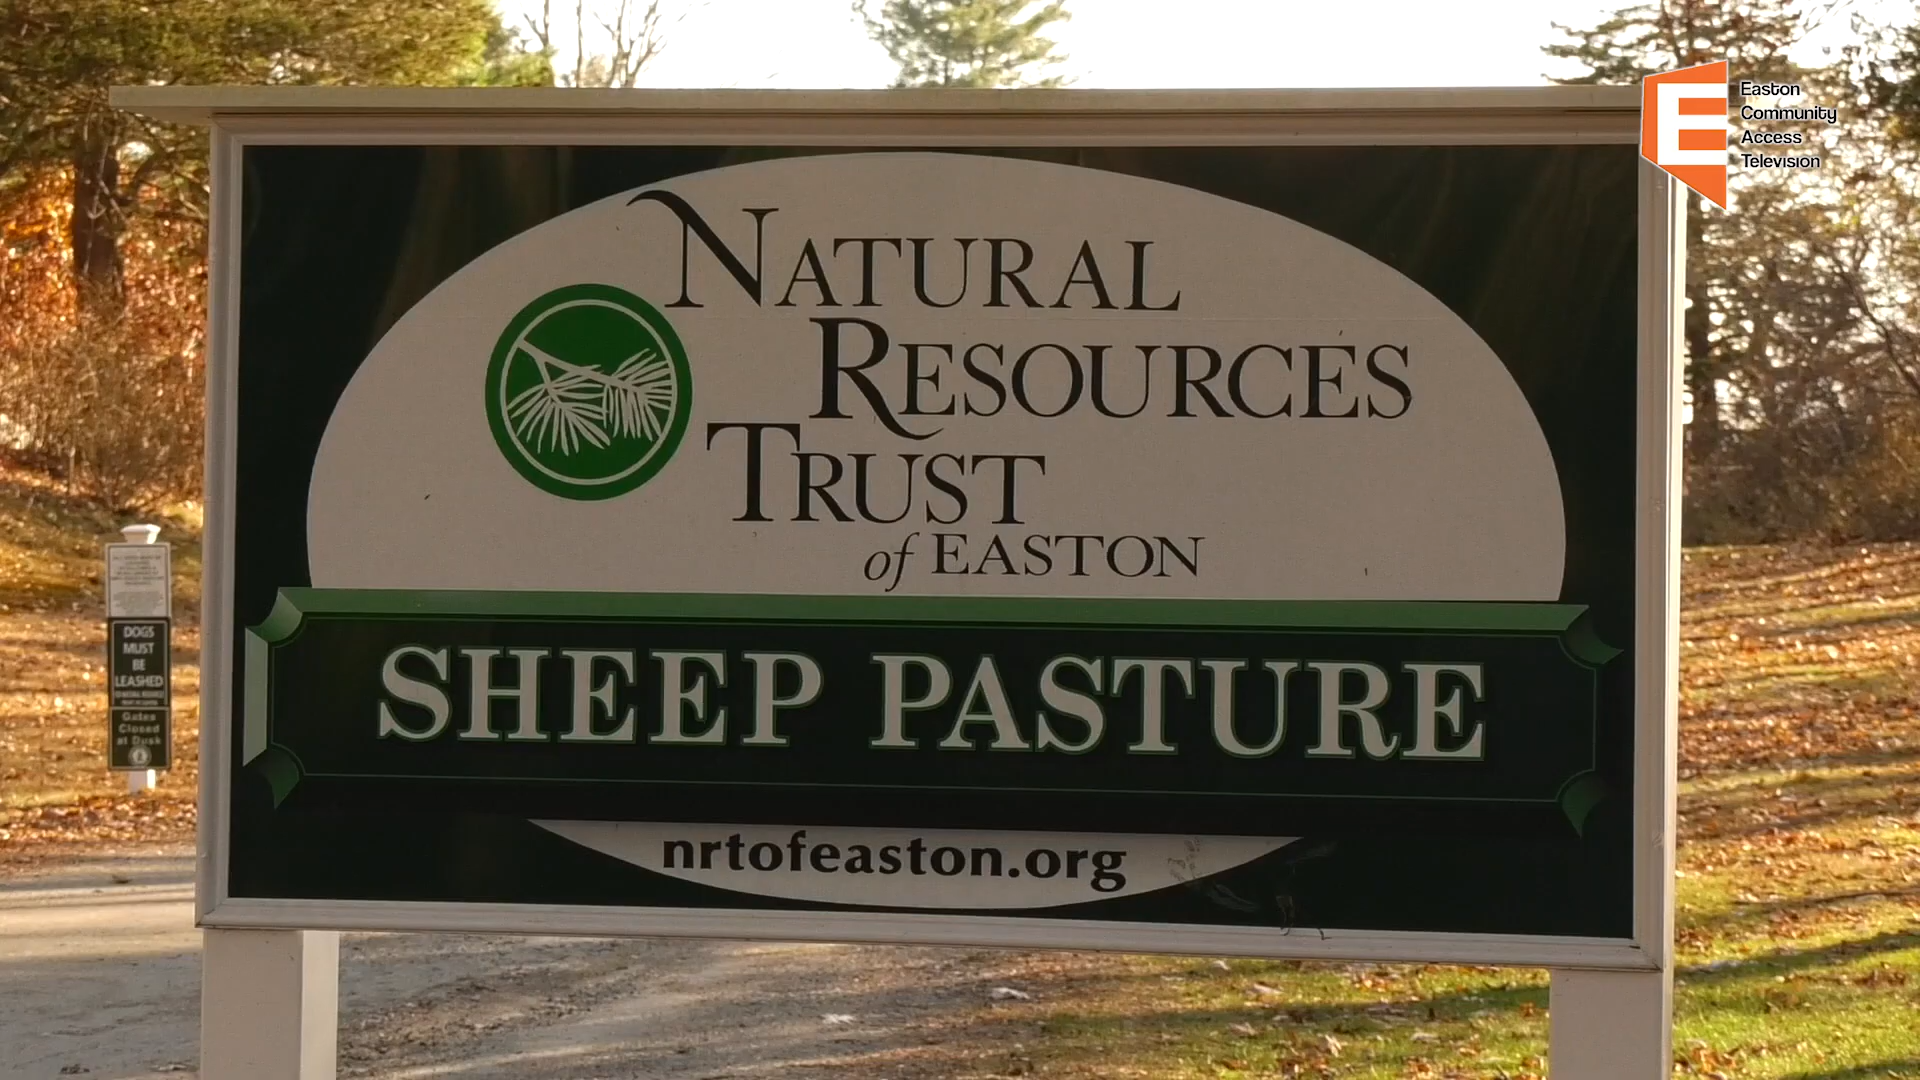 Easton
Community
Access
Television
NATURAL
RESOURCES
TRUST
of EASTON
SHEEP PASTURE
nrtofeaston.org
DOGS
MUST
BE
LEASHED
Gates
Closed
at Dusk